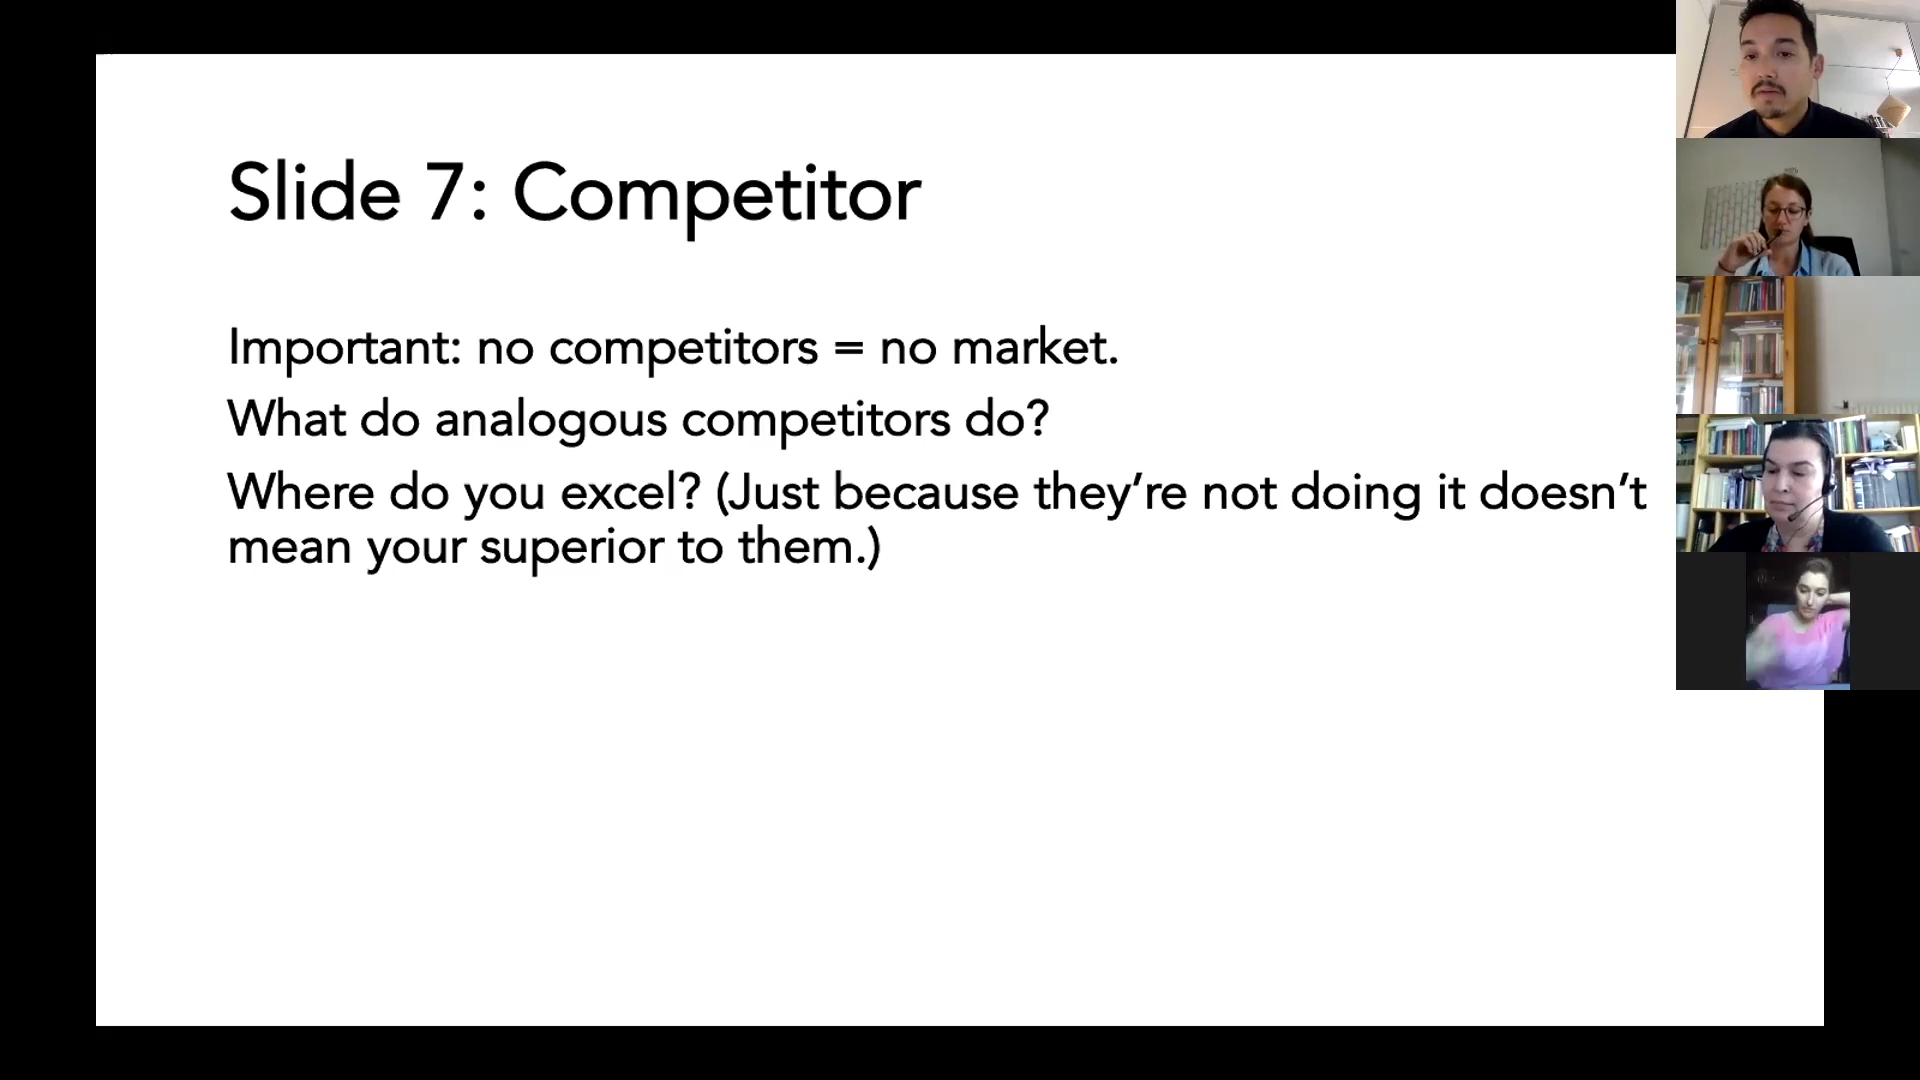 Slide 7: Competitor
Important: no competitors = no market.
What do analogous competitors do?
Where do you excel? (Just because they’re not doing it doesn’t
mean your superior to them.)